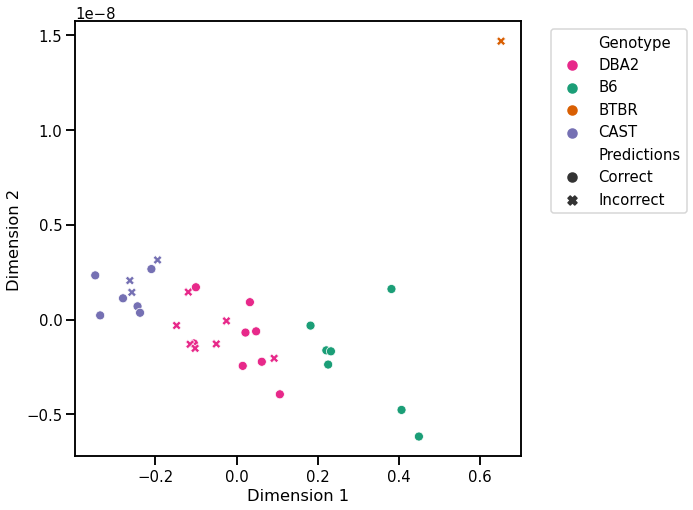 1e−8
1.5
1.0
0.5
0.0
−0.5
−0.2
0.0
0.2
0.4
0.6
Dimension 1
Dimension 2
Genotype
DBA2
B6
BTBR
CAST
Predictions
Correct
Incorrect